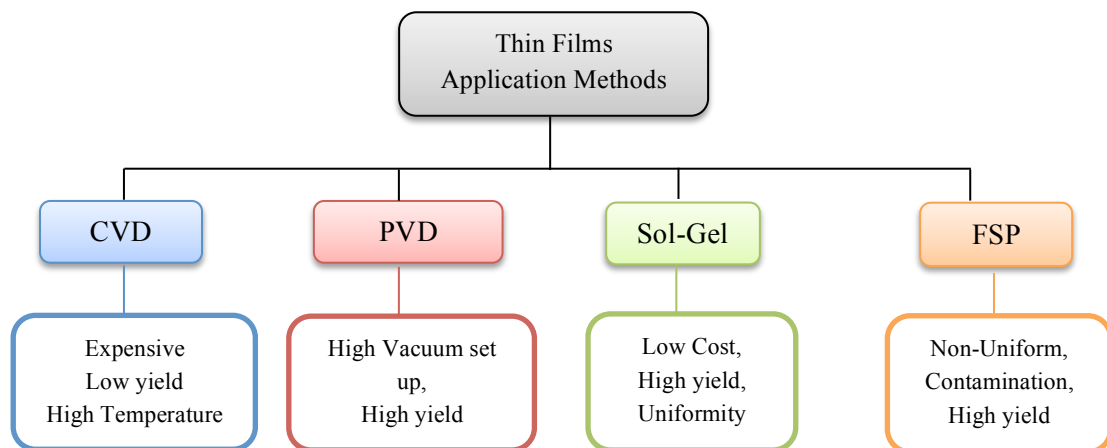 Thin Films
Application Methods
CVD
PVD
Sol-Gel
FSP
Expensive
Low yield
High Temperature
High Vacuum set
up,
High yield
Low Cost,
High yield,
Uniformity
Non-Uniform,
Contamination,
High yield